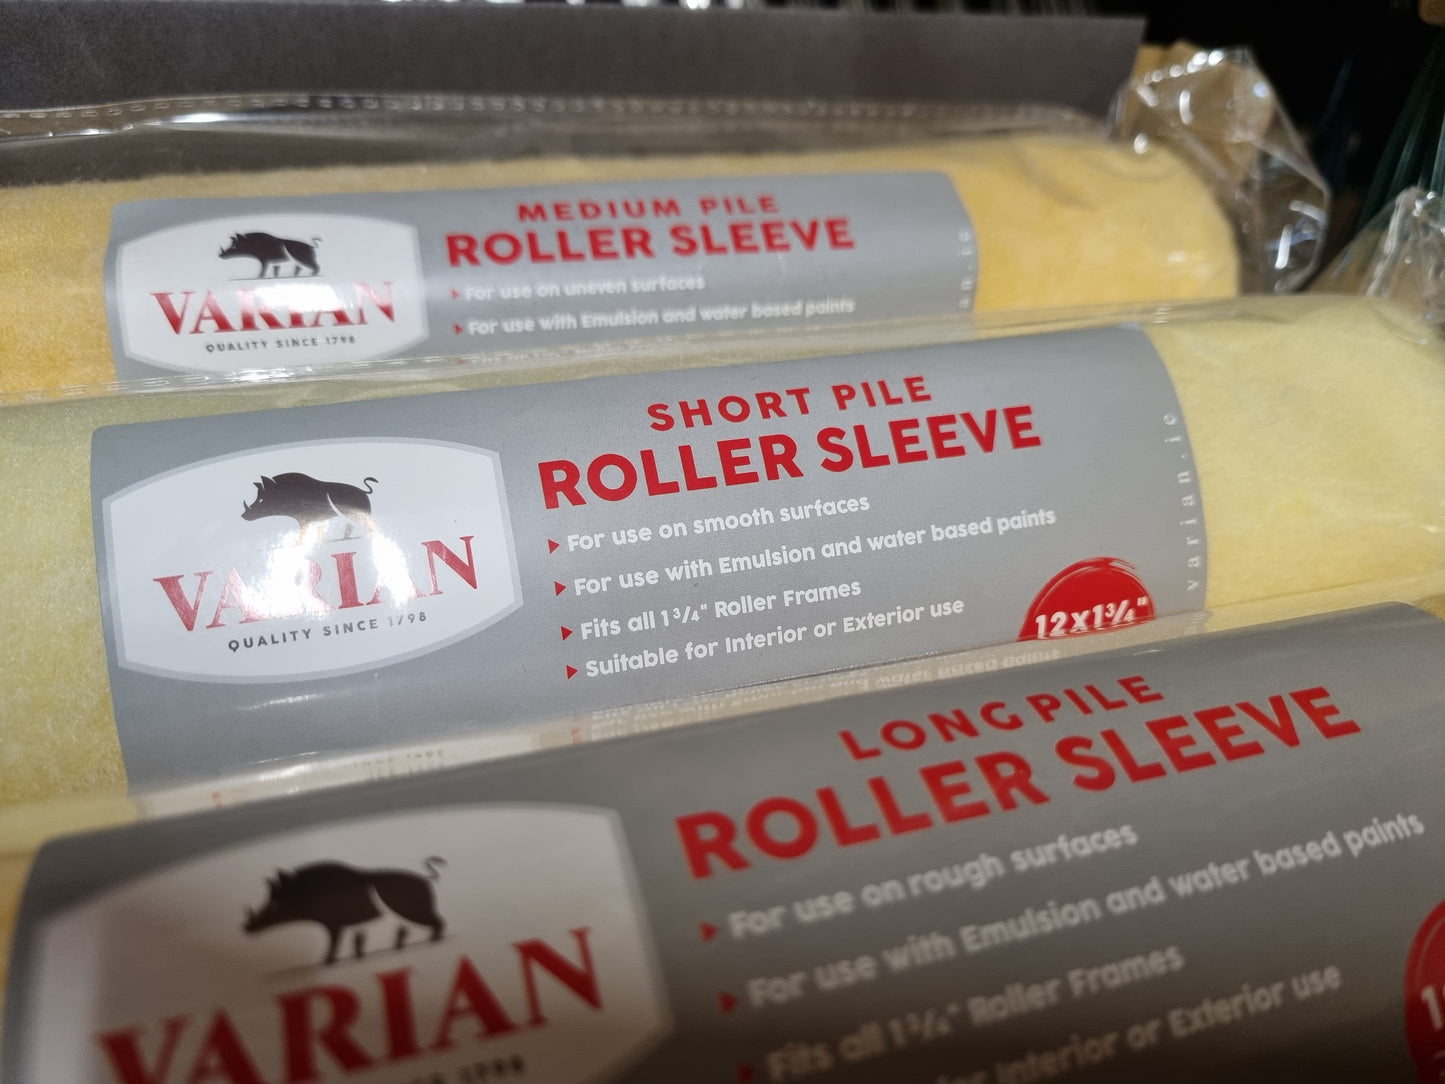 MEDIUM PILE
ROLLER SLEEVE
For use on uneven surfaces
For use with Emulsion and water based paints
VARIAN
QUALITY SINCE 1798
SHORT PILE
ROLLER SLEEVE
For use on smooth surfaces
For use with Emulsion and water based paints
Fits all 1¾" Roller Frames
Suitable for Interior or Exterior use
12x1¾"
varian.ie
VARIAN
QUALITY SINCE 1798
LONG PILE
ROLLER SLEEVE
For use on rough surfaces
For use with Emulsion and water based paints
Fits all 1¾" Roller Frames
for Interior or Exterior use
VARIAN
1798